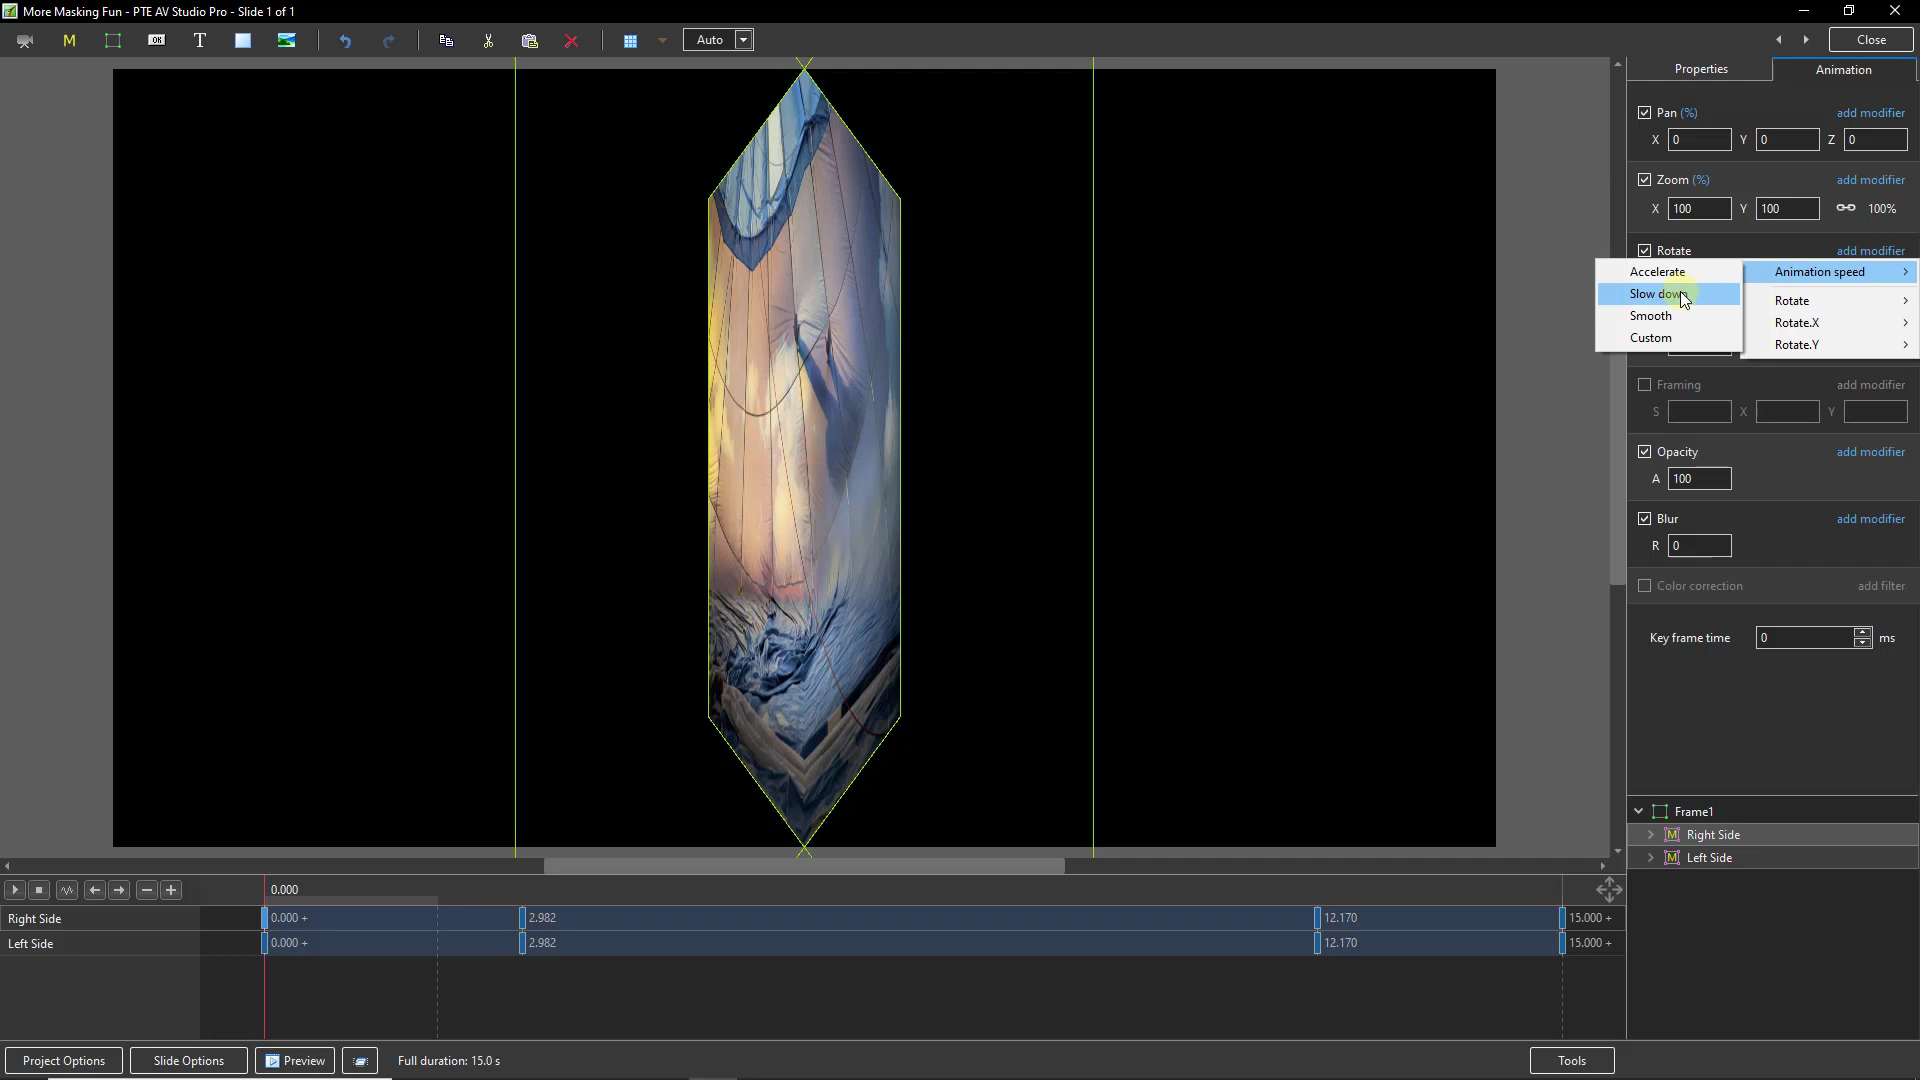 More Masking Fun - PTE AV Studio Pro - Slide 1 of 1
M
OK
T
Auto
Close
Properties
Animation
Pan (%)
add modifier
X 0 Y 0 Z 0
Zoom (%)
add modifier
X 100 Y 100 100%
Rotate
add modifier
Accelerate
Slow down
Smooth
Custom
Animation speed
Rotate
Rotate.X
Rotate.Y
Framing
add modifier
S X Y
Opacity
add modifier
A 100
Blur
add modifier
R 0
Color correction
add filter
Key frame time 0 ms
Frame1
M Right Side
M Left Side
0.000
Right Side 0.000 + 2.982 12.170 15.000 +
Left Side 0.000 + 2.982 12.170 15.000 +
Project Options
Slide Options
Preview
Full duration: 15.0 s
Tools